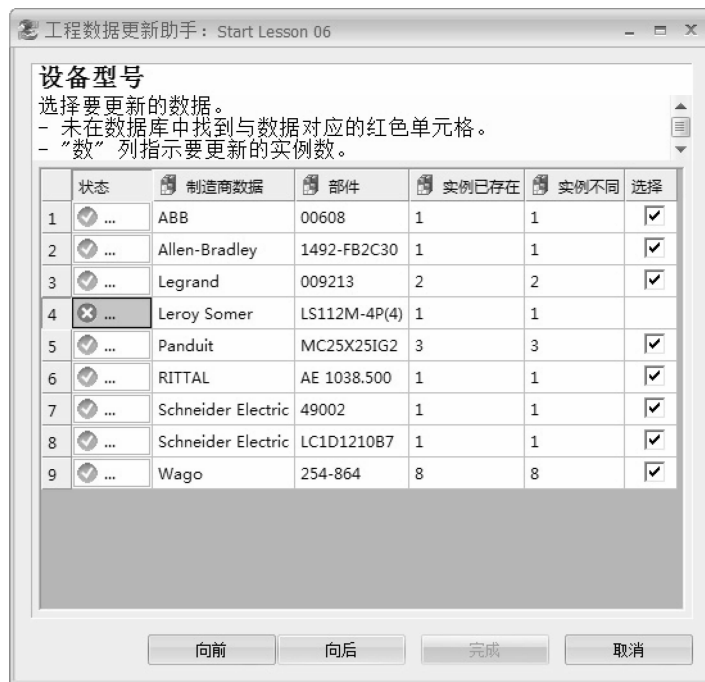 工程数据更新助手：Start Lesson 06
设备型号
选择要更新的数据。
- 未在数据库中找到与数据对应的红色单元格。
- "数" 列指示要更新的实例数。
状态 制造商数据 部件 实例已存在 实例不同 选择
1 ... ABB 00608 1 1
2 ... Allen-Bradley 1492-FB2C30 1 1
3 ... Legrand 009213 2 2
4 ... Leroy Somer LS112M-4P(4) 1 1
5 ... Panduit MC25X25IG2 3 3
6 ... RITTAL AE 1038.500 1 1
7 ... Schneider Electric 49002 1 1
8 ... Schneider Electric LC1D1210B7 1 1
9 ... Wago 254-864 8 8
向前 向后 完成 取消